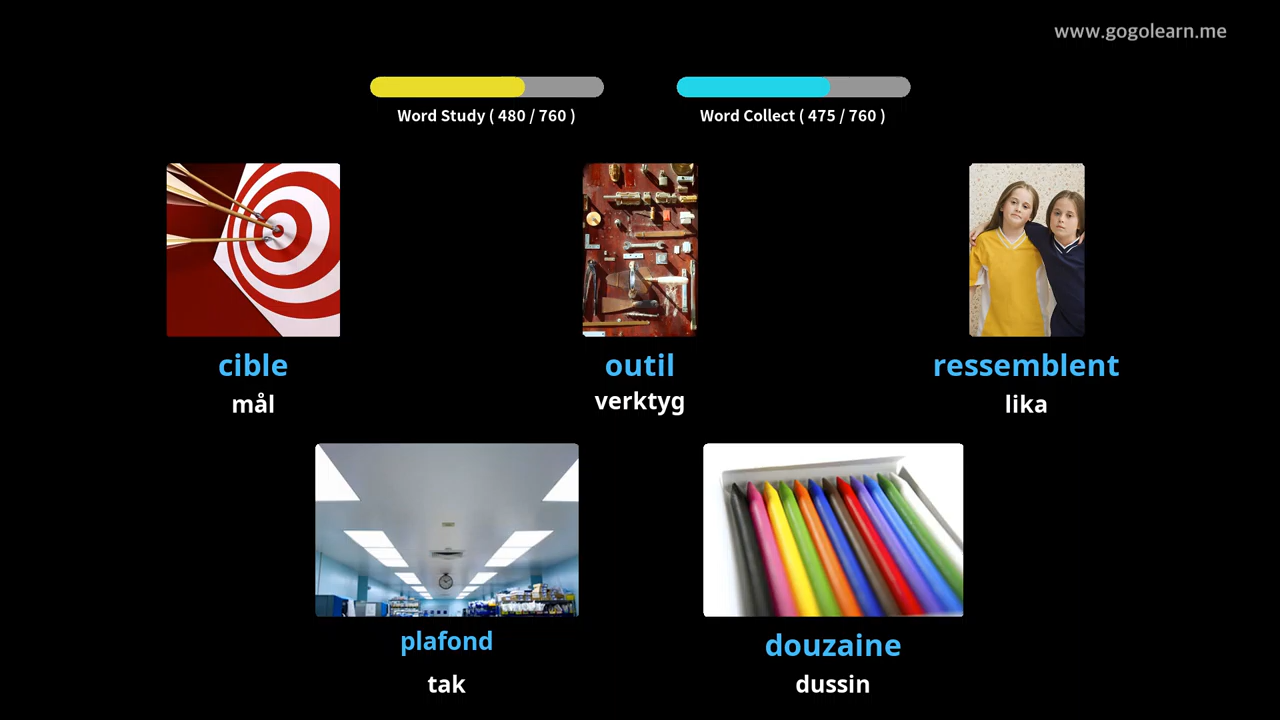 www.gogolearn.me
Word Study ( 480 / 760 )
Word Collect ( 475 / 760 )
cible
mål
outil
verktyg
ressemblent
lika
plafond
tak
douzaine
dussin